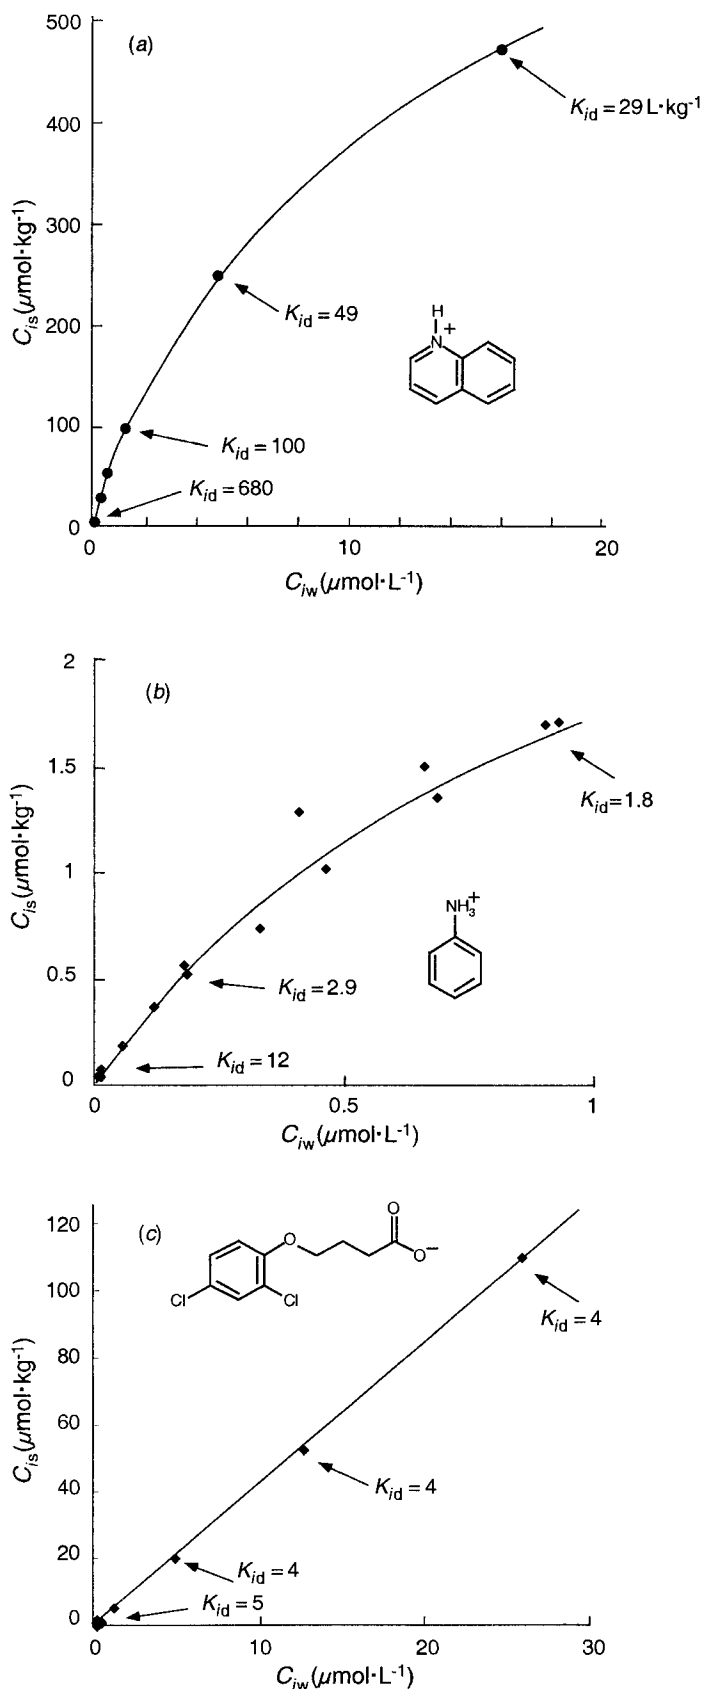 500
(a)
K_id = 29 L·kg⁻¹
400
300
C_is (μmol·kg⁻¹)
K_id = 49
H
N
+
200
100
K_id = 100
K_id = 680
0
0 10 20
C_iw (μmol·L⁻¹)
2
(b)
1.5
K_id = 1.8
C_is (μmol·kg⁻¹)
1
NH₃⁺
0.5
K_id = 2.9
K_id = 12
0
0 0.5 1
C_iw (μmol·L⁻¹)
120
(c)
O
O
O⁻
Cl Cl
100
K_id = 4
80
C_is (μmol·kg⁻¹)
60
K_id = 4
40
20
K_id = 4
K_id = 5
0
0 10 20 30
C_iw (μmol·L⁻¹)